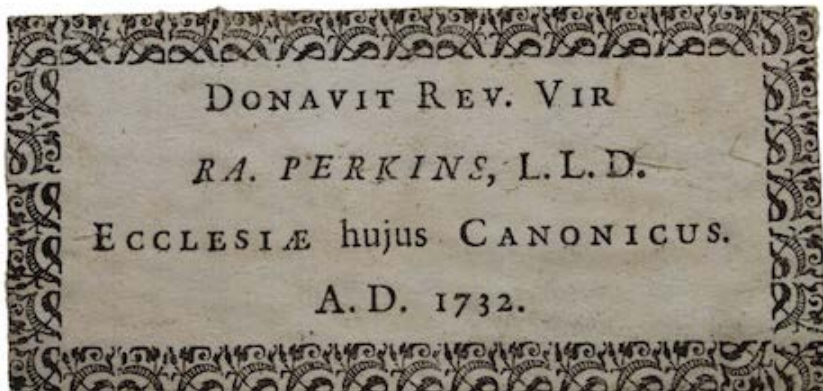 DONAVIT REV. VIR
RA. PERKINS, L. L. D.
ECCLESIÆ hujus CANONICUS.
A. D. 1732.